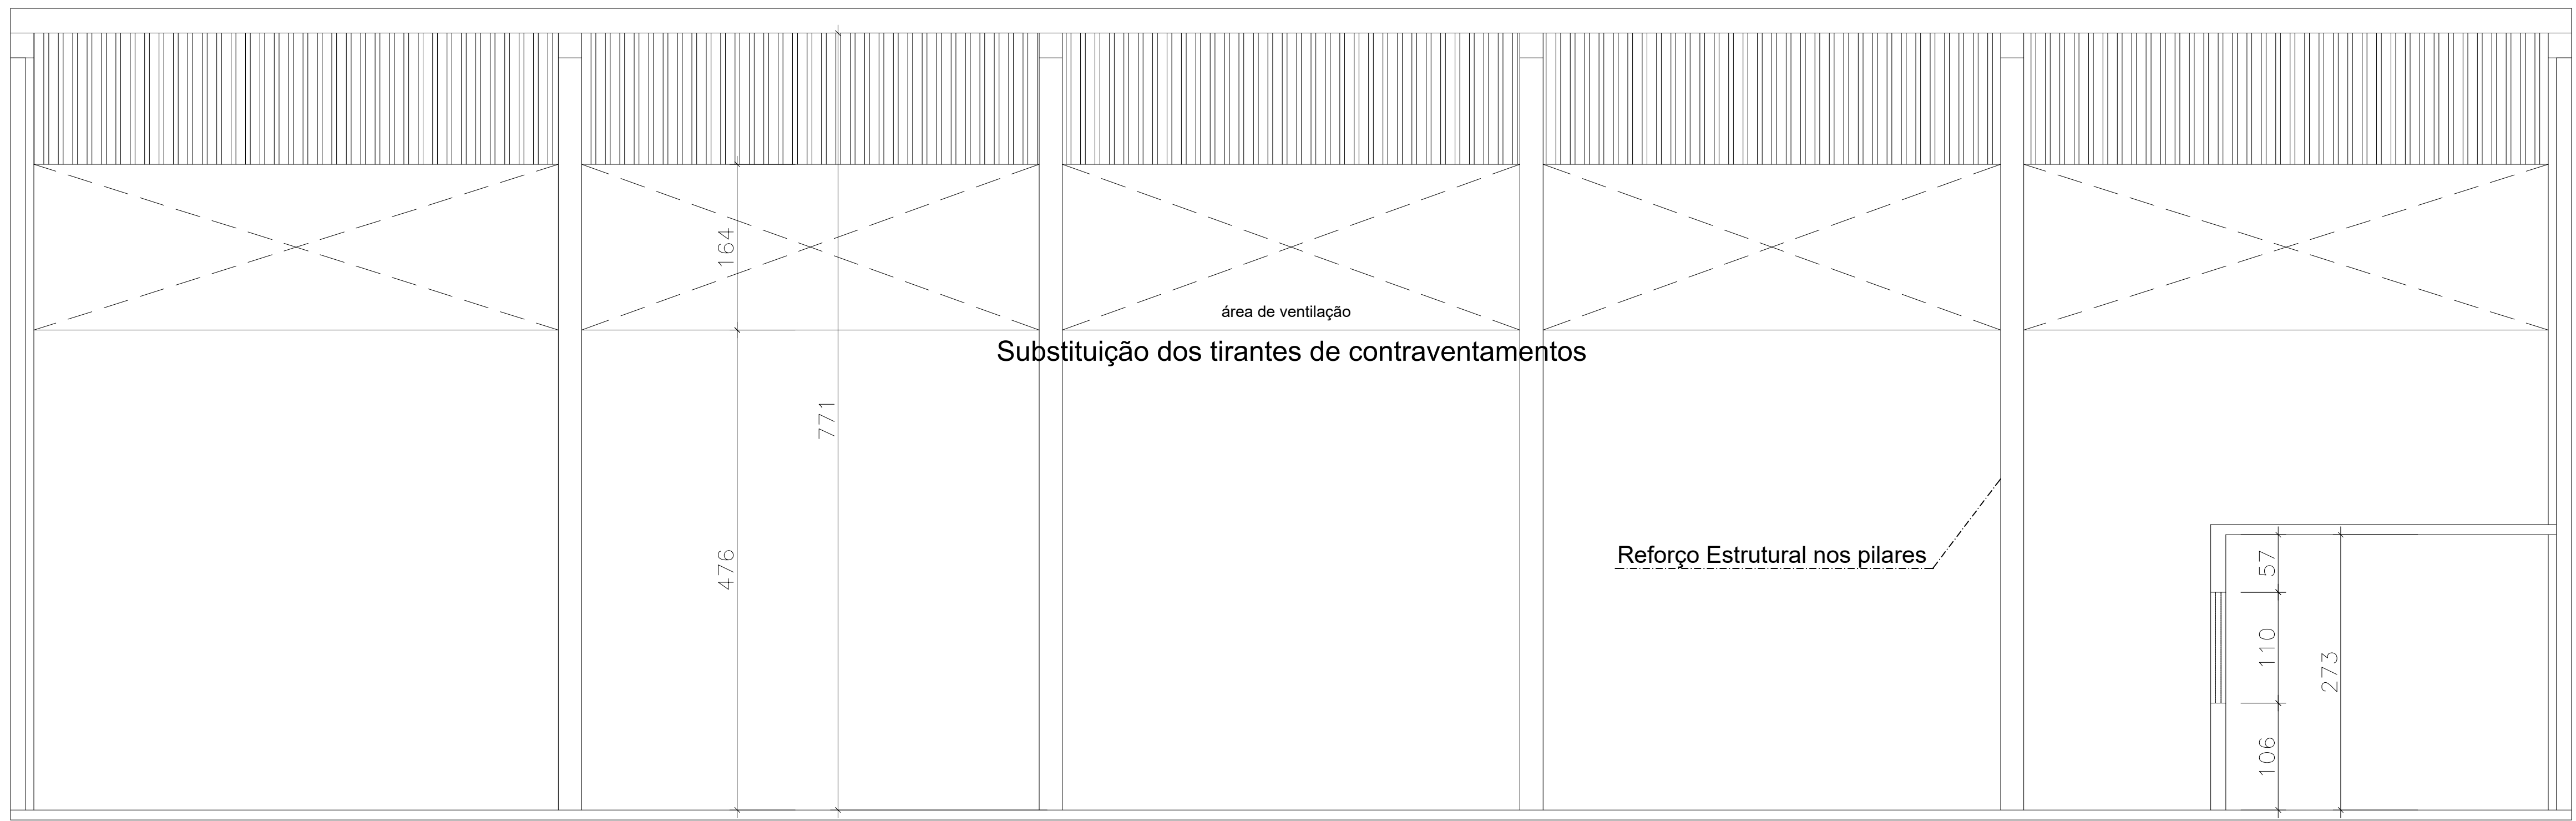 164
771
área de ventilação
Substituição dos tirantes de contraventamentos
476
Reforço Estrutural nos pilares
57
110
273
106